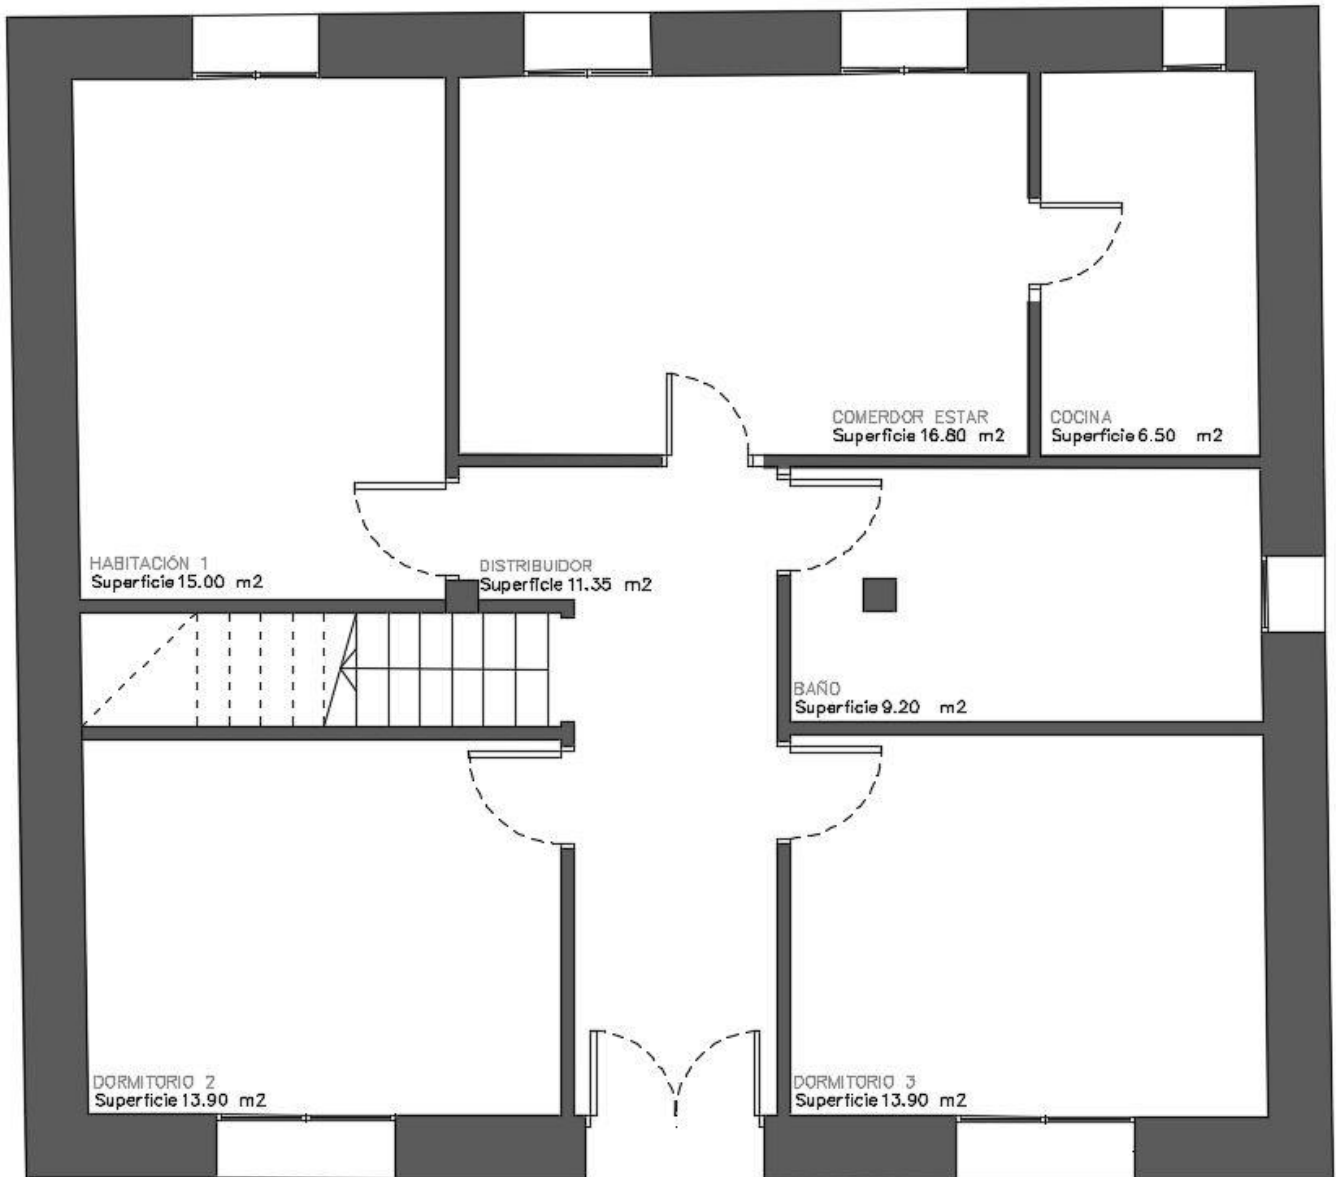 COMERDOR ESTAR
Superficie 16.80 m2
COCINA
Superficie 6.50 m2
HABITACIÓN 1
Superficie 15.00 m2
DISTRIBUIDOR
Superficie 11.35 m2
BAÑO
Superficie 9.20 m2
DORMITORIO 2
Superficie 13.90 m2
DORMITORIO 3
Superficie 13.90 m2